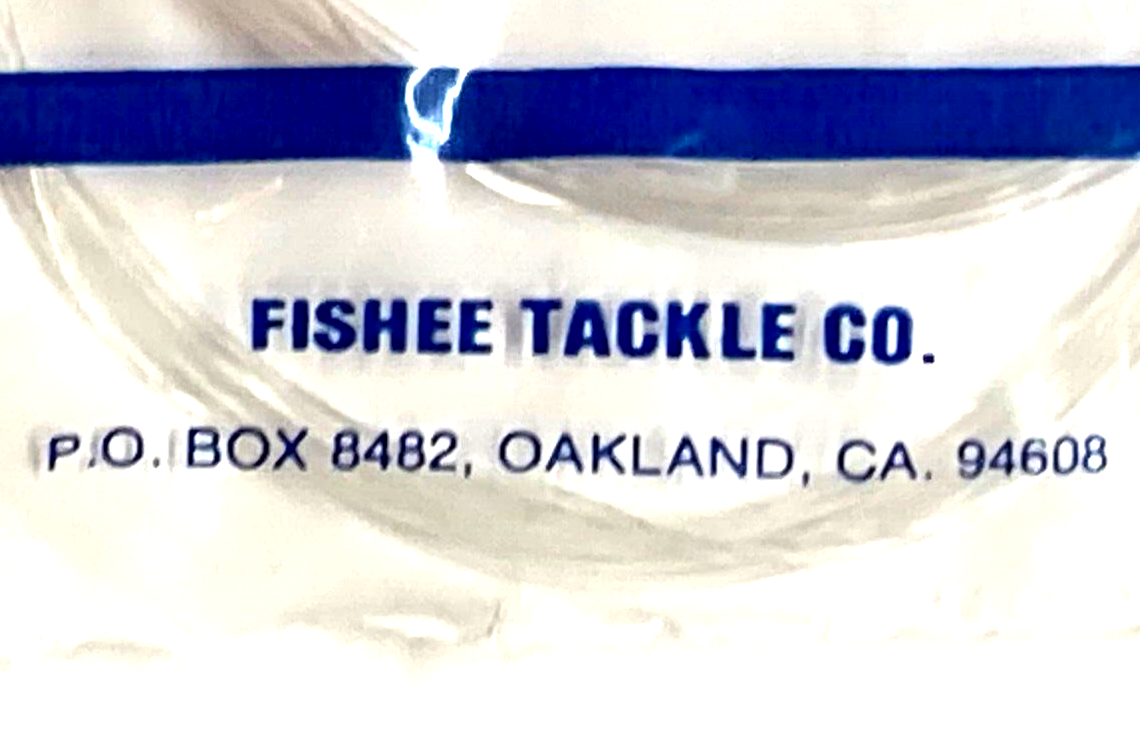 FISHEE TACKLE CO.
P.O. BOX 8482, OAKLAND, CA. 94608